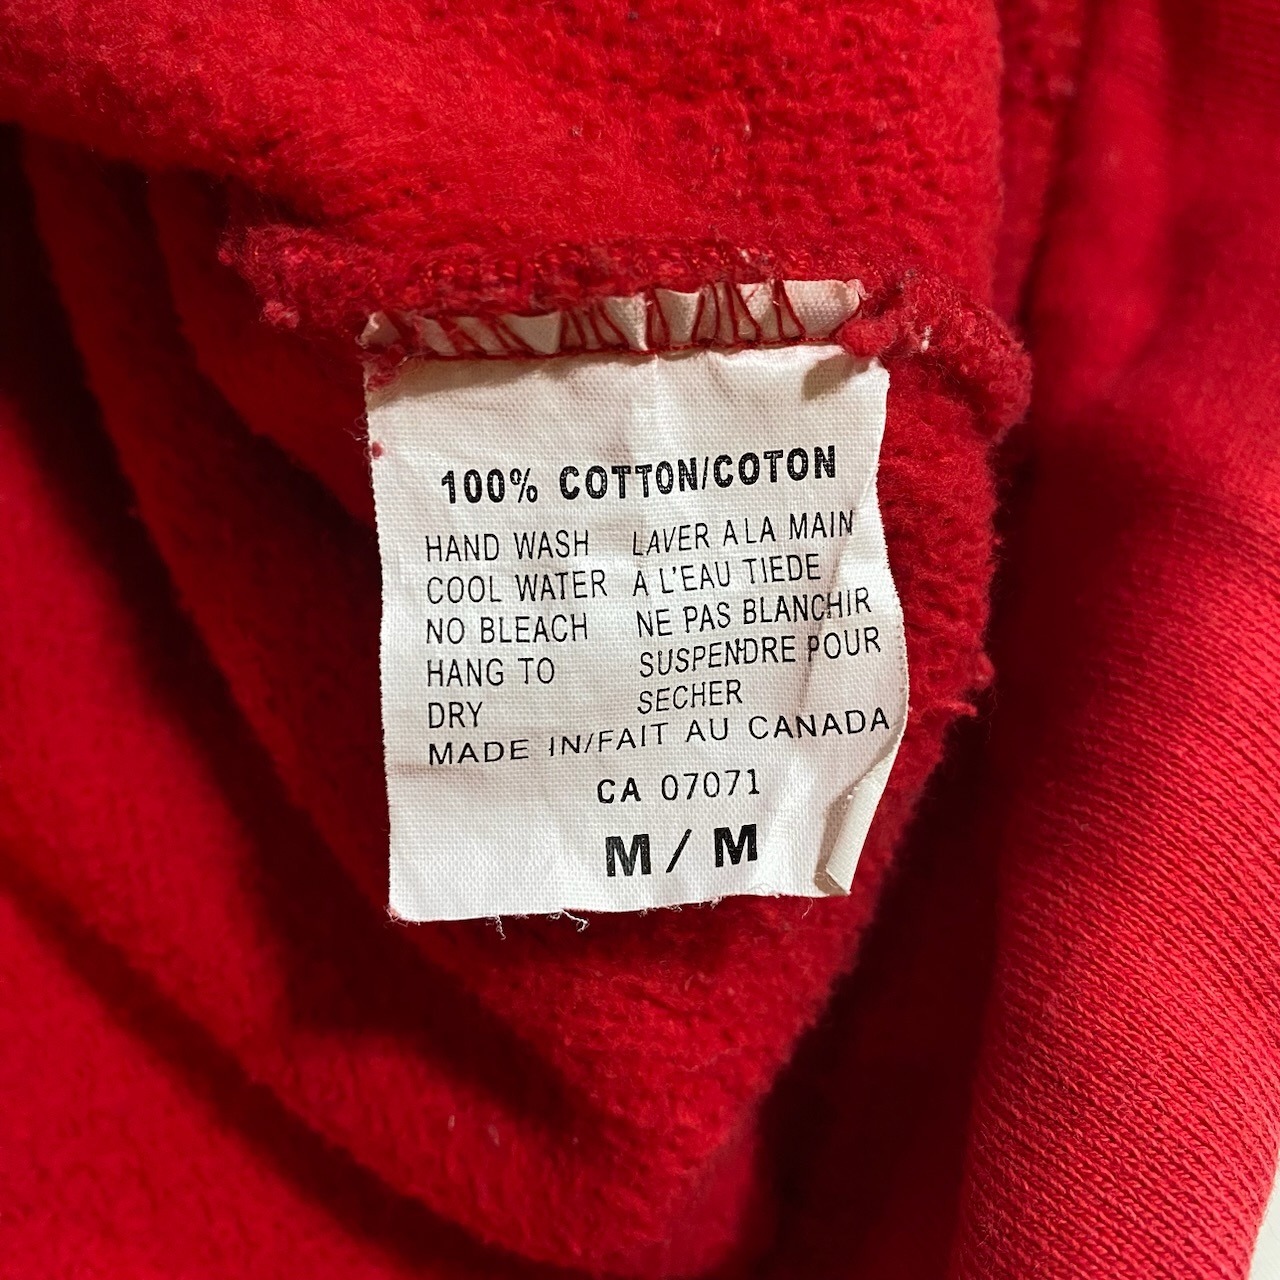 100% COTTON/COTON
HAND WASH LAVER A LA MAIN
COOL WATER A L'EAU TIEDE
NO BLEACH NE PAS BLANCHIR
HANG TO SUSPENDRE POUR
DRY SECHER
MADE IN/FAIT AU CANADA
CA 07071
M / M